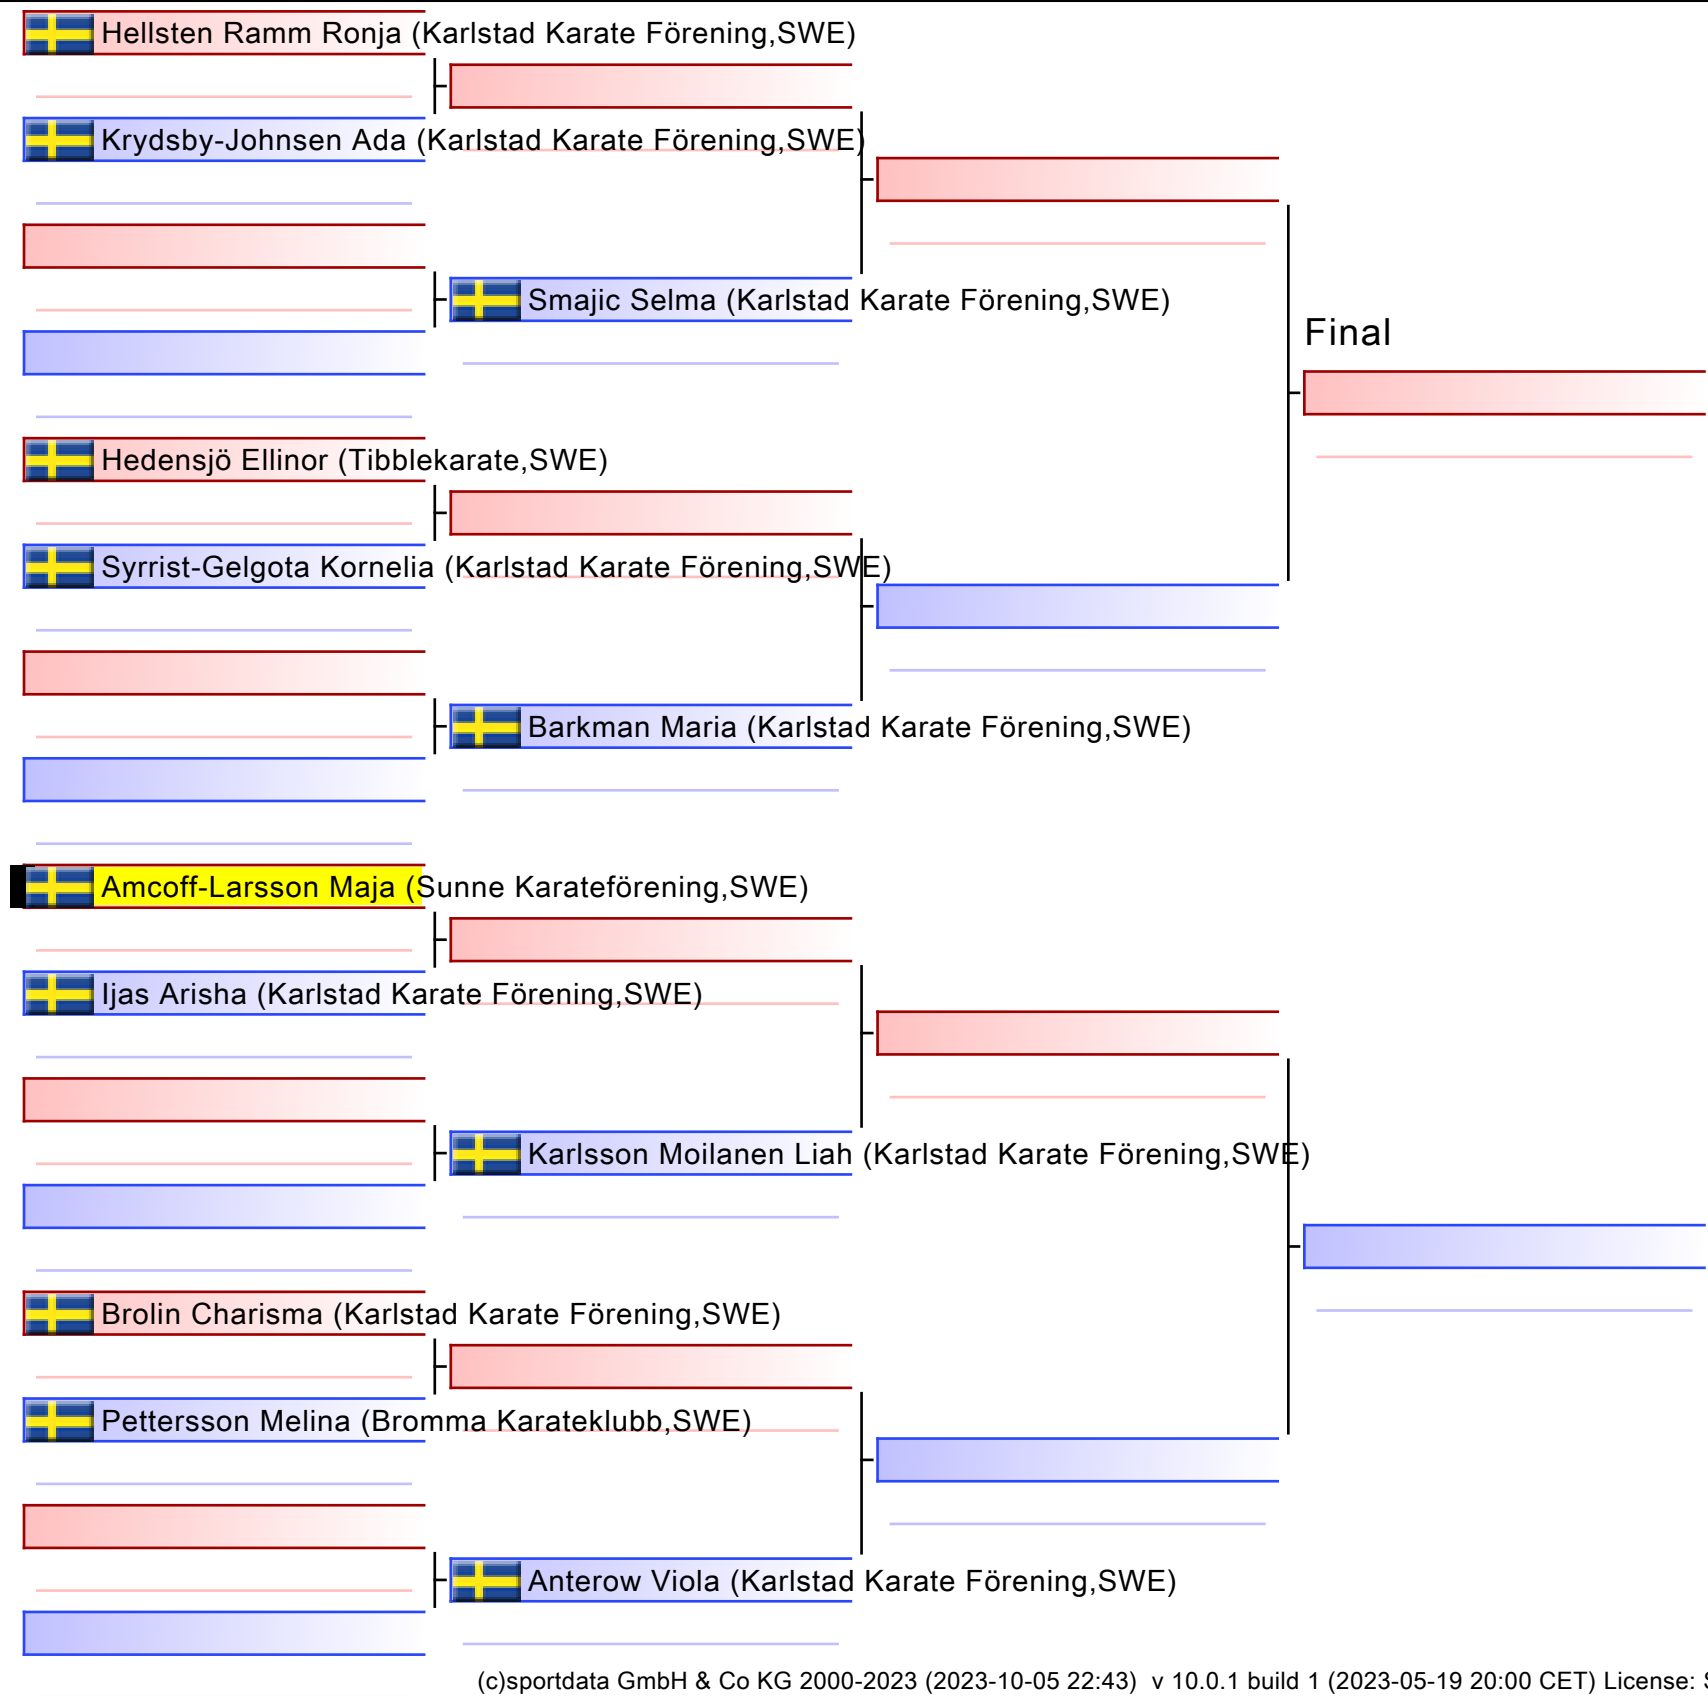 Hellsten Ramm Ronja (Karlstad Karate Förening,SWE)
Krydsby-Johnsen Ada (Karlstad Karate Förening,SWE)
Smajic Selma (Karlstad Karate Förening,SWE)
Final
Hedensjö Ellinor (Tibblekarate,SWE)
Syrrist-Gelgota Kornelia (Karlstad Karate Förening,SWE)
Barkman Maria (Karlstad Karate Förening,SWE)
Amcoff-Larsson Maja (Sunne Karateförening,SWE)
Ijas Arisha (Karlstad Karate Förening,SWE)
Karlsson Moilanen Liah (Karlstad Karate Förening,SWE)
Brolin Charisma (Karlstad Karate Förening,SWE)
Pettersson Melina (Bromma Karateklubb,SWE)
Anterow Viola (Karlstad Karate Förening,SWE)
(c)sportdata GmbH & Co KG 2000-2023 (2023-10-05 22:43) v 10.0.1 build 1 (2023-05-19 20:00 CET) License: